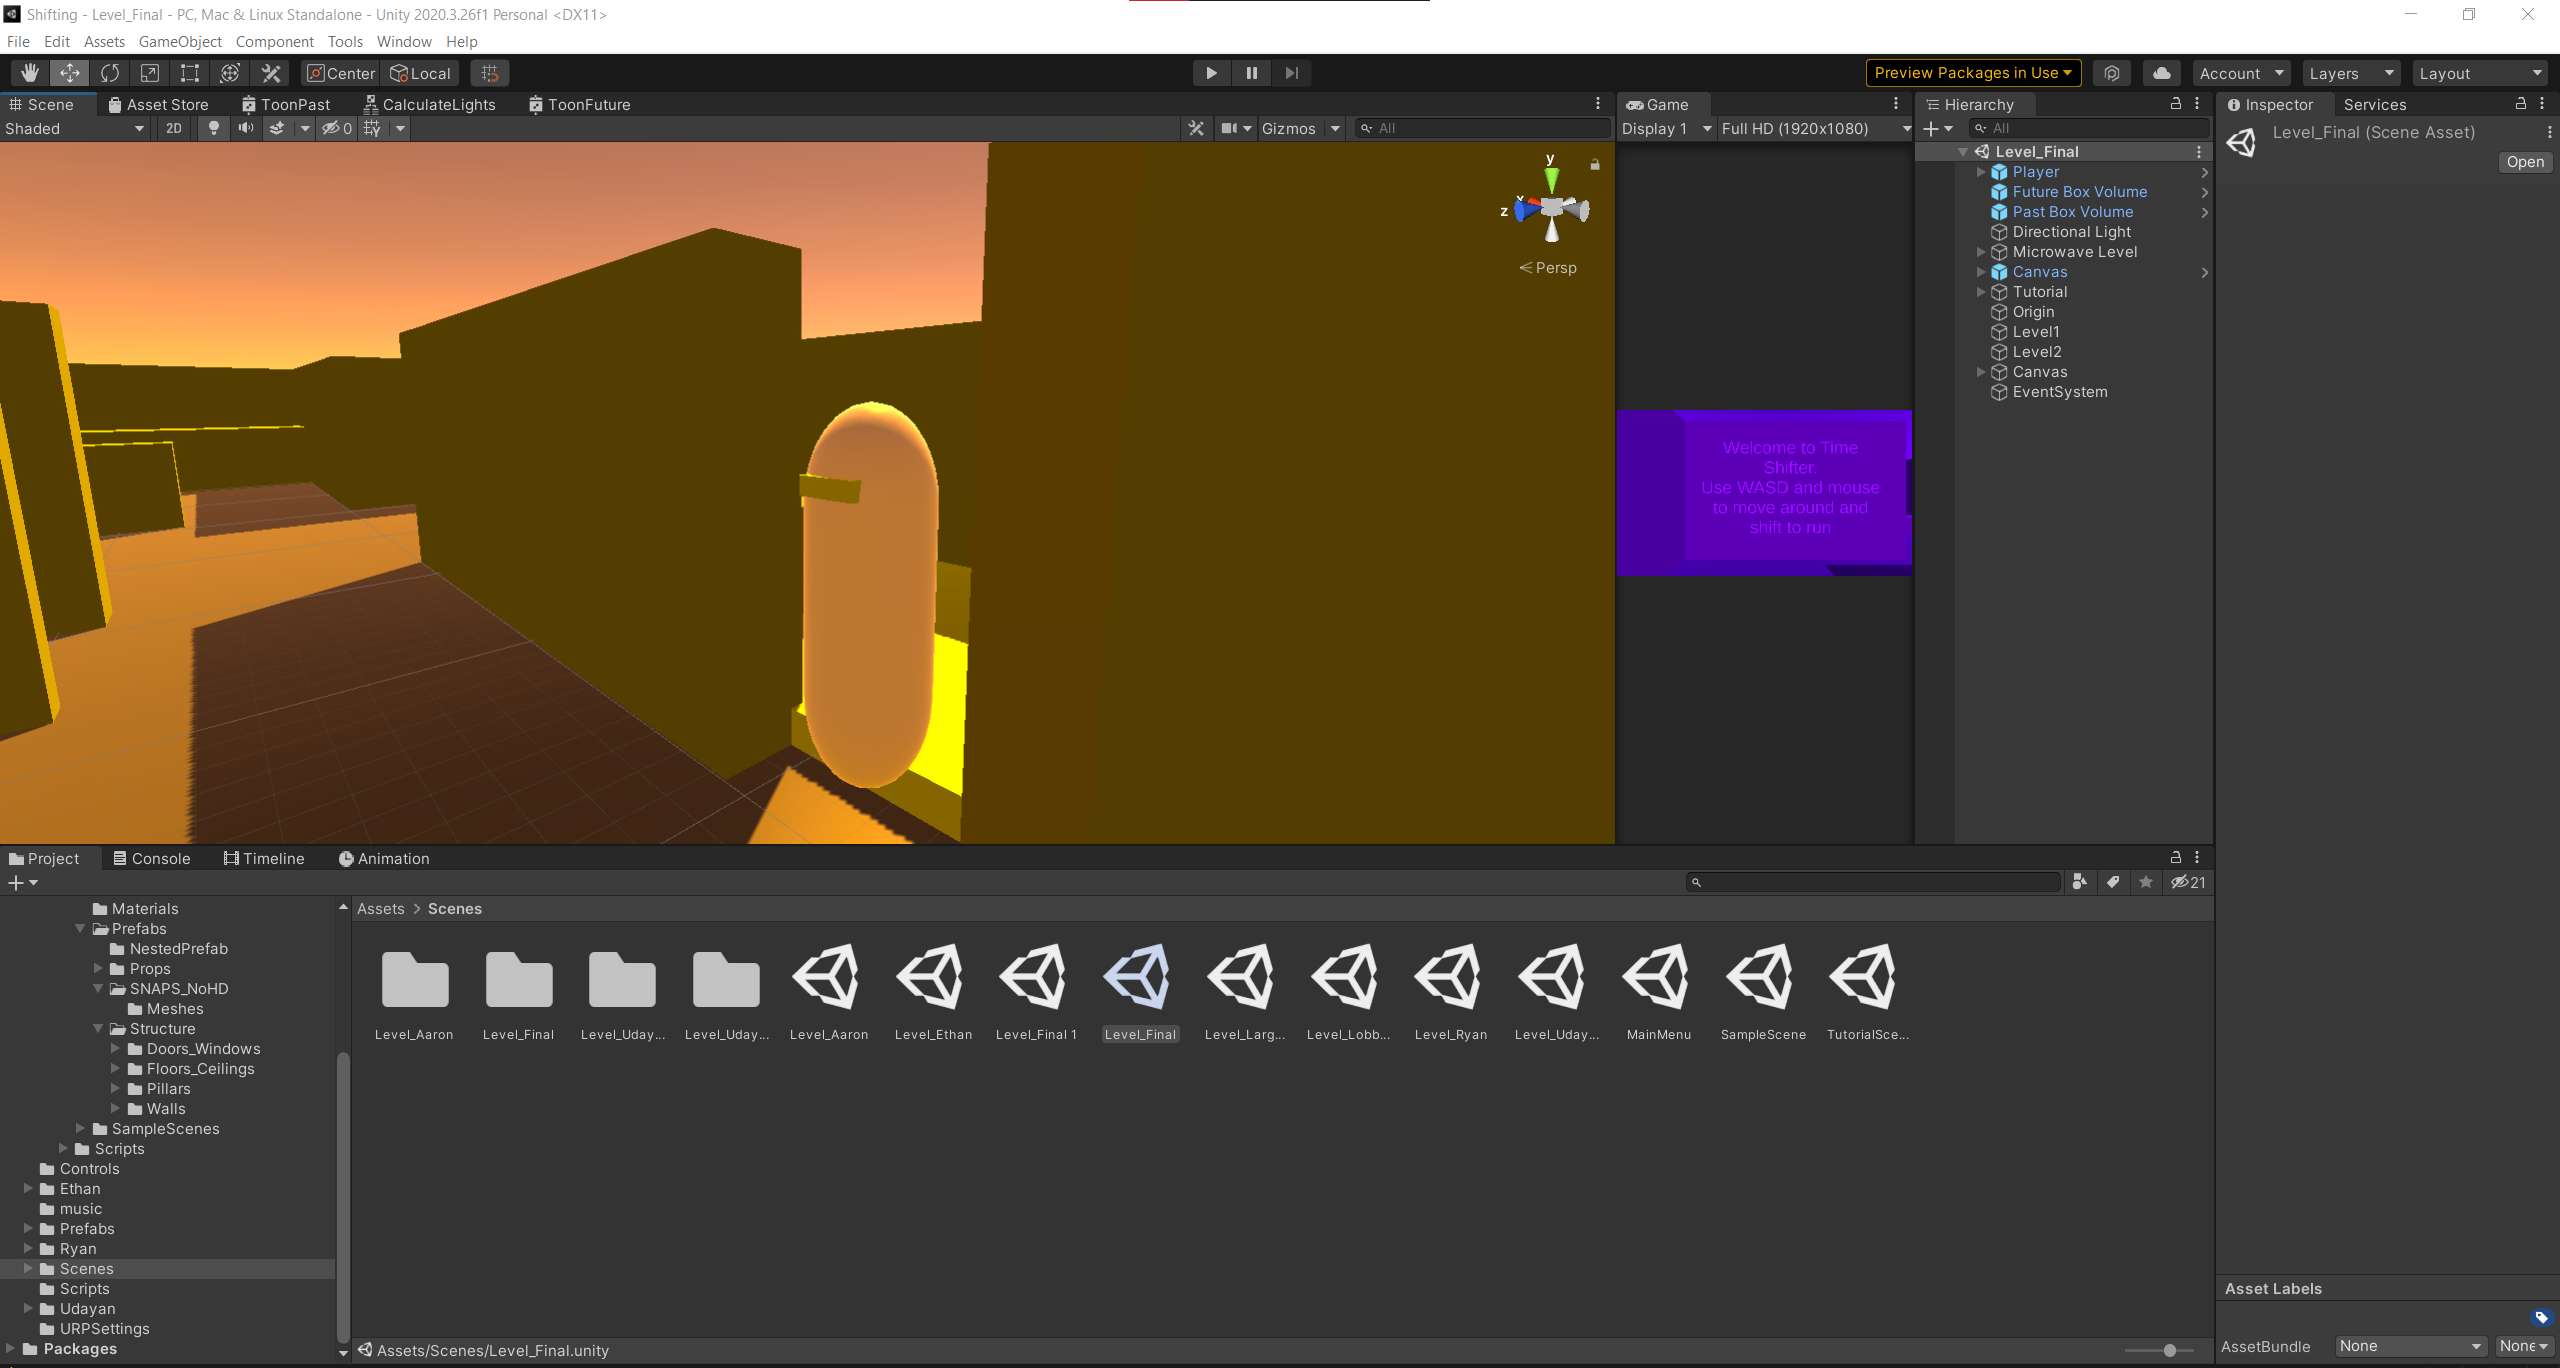 Shifting - Level_Final - PC, Mac & Linux Standalone - Unity 2020.3.26f1 Personal <DX11>
File Edit Assets GameObject Component Tools Window Help
Center Local
Preview Packages in Use Account Layers Layout
Scene Asset Store ToonPast CalculateLights ToonFuture
Shaded 2D 0 Gizmos All
y
z
x
Persp
Game
Display 1 Full HD (1920x1080)
Welcome to Time
Shifter.
Use WASD and mouse
to move around and
shift to run
Hierarchy
All
Level_Final
Player
Future Box Volume
Past Box Volume
Directional Light
Microwave Level
Canvas
Tutorial
Origin
Level1
Level2
Canvas
EventSystem
Inspector Services
Level_Final (Scene Asset)
Open
Project Console Timeline Animation
21
Materials
Prefabs
NestedPrefab
Props
SNAPS_NoHD
Meshes
Structure
Doors_Windows
Floors_Ceilings
Pillars
Walls
SampleScenes
Scripts
Controls
Ethan
music
Prefabs
Ryan
Scenes
Scripts
Udayan
URPSettings
Packages
Assets > Scenes
Level_Aaron Level_Final Level_Uday... Level_Uday... Level_Aaron Level_Ethan Level_Final 1 Level_Final Level_Larg... Level_Lobb... Level_Ryan Level_Uday... MainMenu SampleScene TutorialSce...
Assets/Scenes/Level_Final.unity
Asset Labels
AssetBundle None None